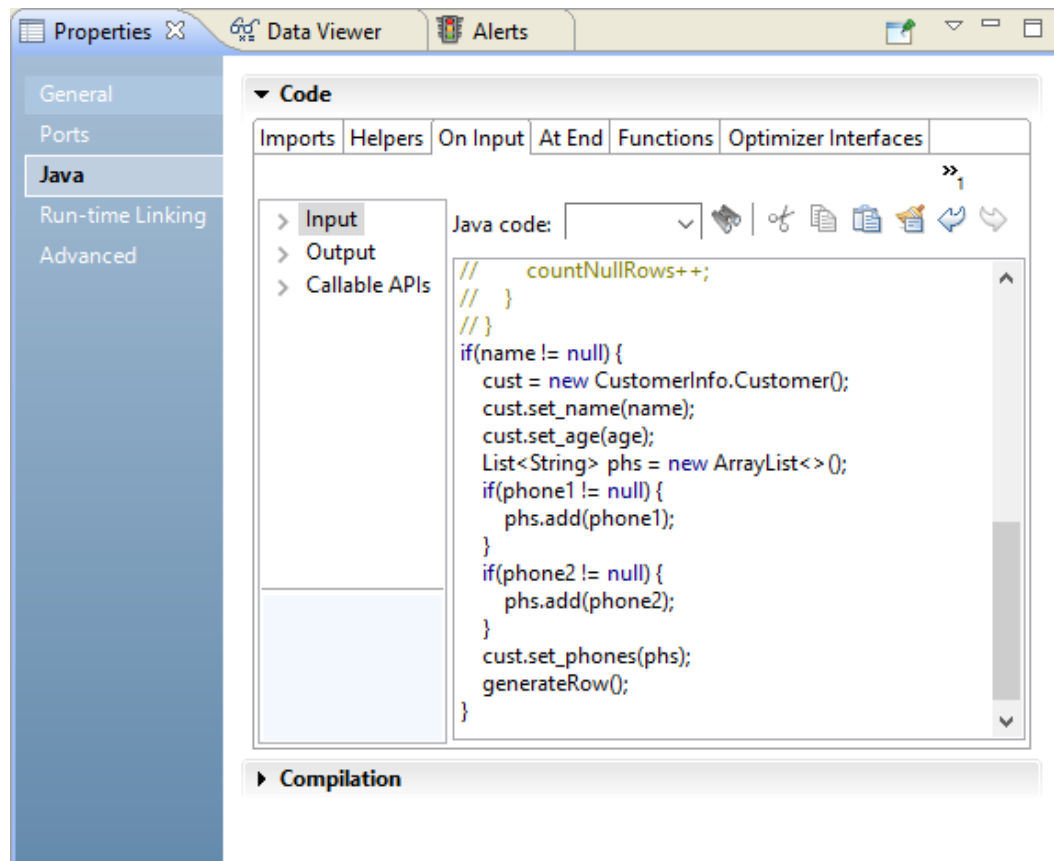 Properties Data Viewer Alerts
General
Ports
Java
Run-time Linking
Advanced
Code
Imports Helpers On Input At End Functions Optimizer Interfaces
»1
Input
Output
Callable APIs
Java code:
//       countNullRows++;
//    }
// }
if(name != null) {
   cust = new CustomerInfo.Customer();
   cust.set_name(name);
   cust.set_age(age);
   List<String> phs = new ArrayList<>();
   if(phone1 != null) {
      phs.add(phone1);
   }
   if(phone2 != null) {
      phs.add(phone2);
   }
   cust.set_phones(phs);
   generateRow();
}
Compilation